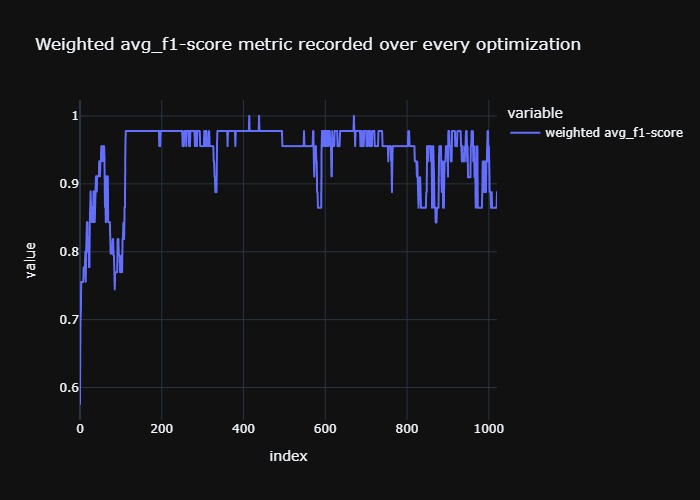 Weighted avg_f1-score metric recorded over every optimization
variable
weighted avg_f1-score
1
0.9
0.8
0.7
0.6
value
0
200
400
600
800
1000
index